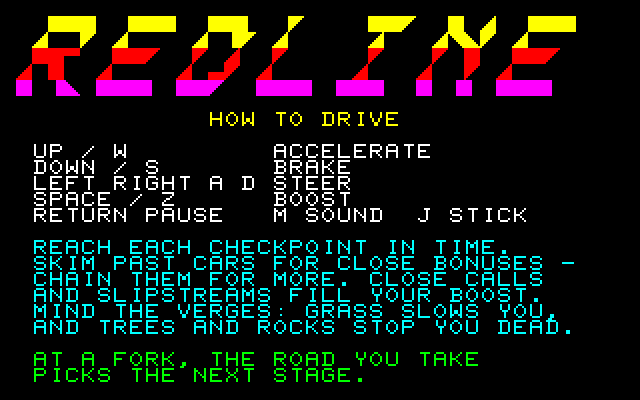 REDLINE
HOW TO DRIVE
UP / W ACCELERATE
DOWN / S BRAKE
LEFT RIGHT A D STEER
SPACE / Z BOOST
RETURN PAUSE M SOUND J STICK
REACH EACH CHECKPOINT IN TIME.
SKIM PAST CARS FOR CLOSE BONUSES -
CHAIN THEM FOR MORE. CLOSE CALLS
AND SLIPSTREAMS FILL YOUR BOOST.
MIND THE VERGES: GRASS SLOWS YOU,
AND TREES AND ROCKS STOP YOU DEAD.
AT A FORK, THE ROAD YOU TAKE
PICKS THE NEXT STAGE.